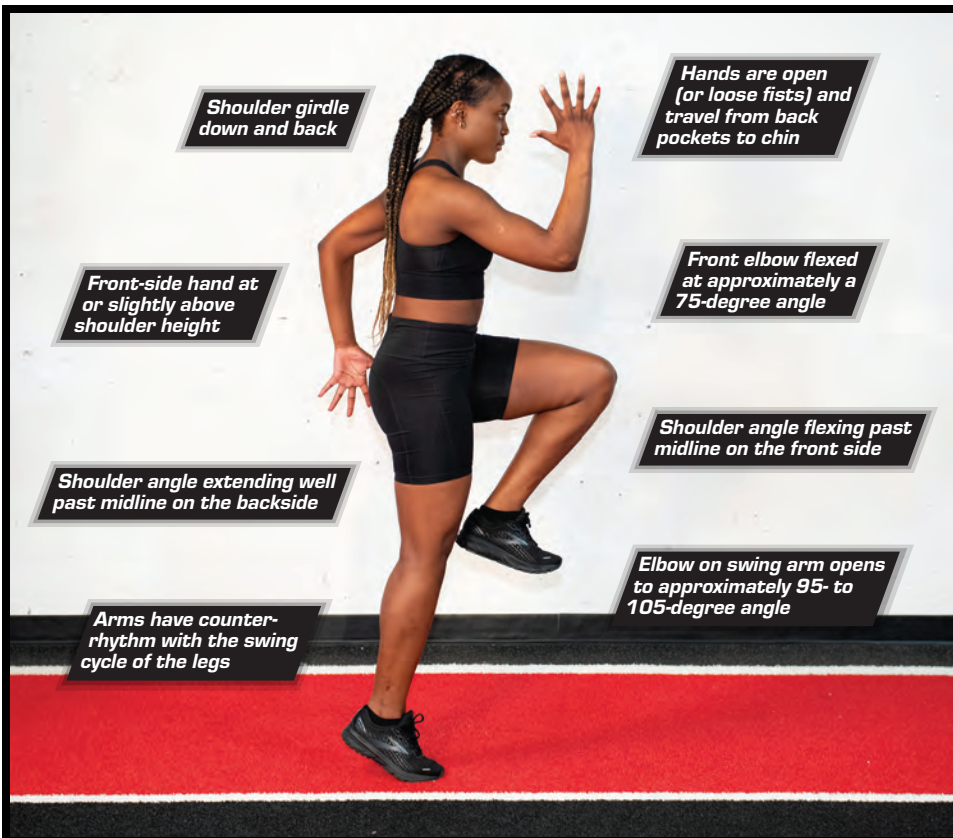 Shoulder girdle
down and back
Hands are open
(or loose fists) and
travel from back
pockets to chin
Front-side hand at
or slightly above
shoulder height
Front elbow flexed
at approximately a
75-degree angle
Shoulder angle flexing past
midline on the front side
Shoulder angle extending well
past midline on the backside
Elbow on swing arm opens
to approximately 95- to
105-degree angle
Arms have counter-
rhythm with the swing
cycle of the legs